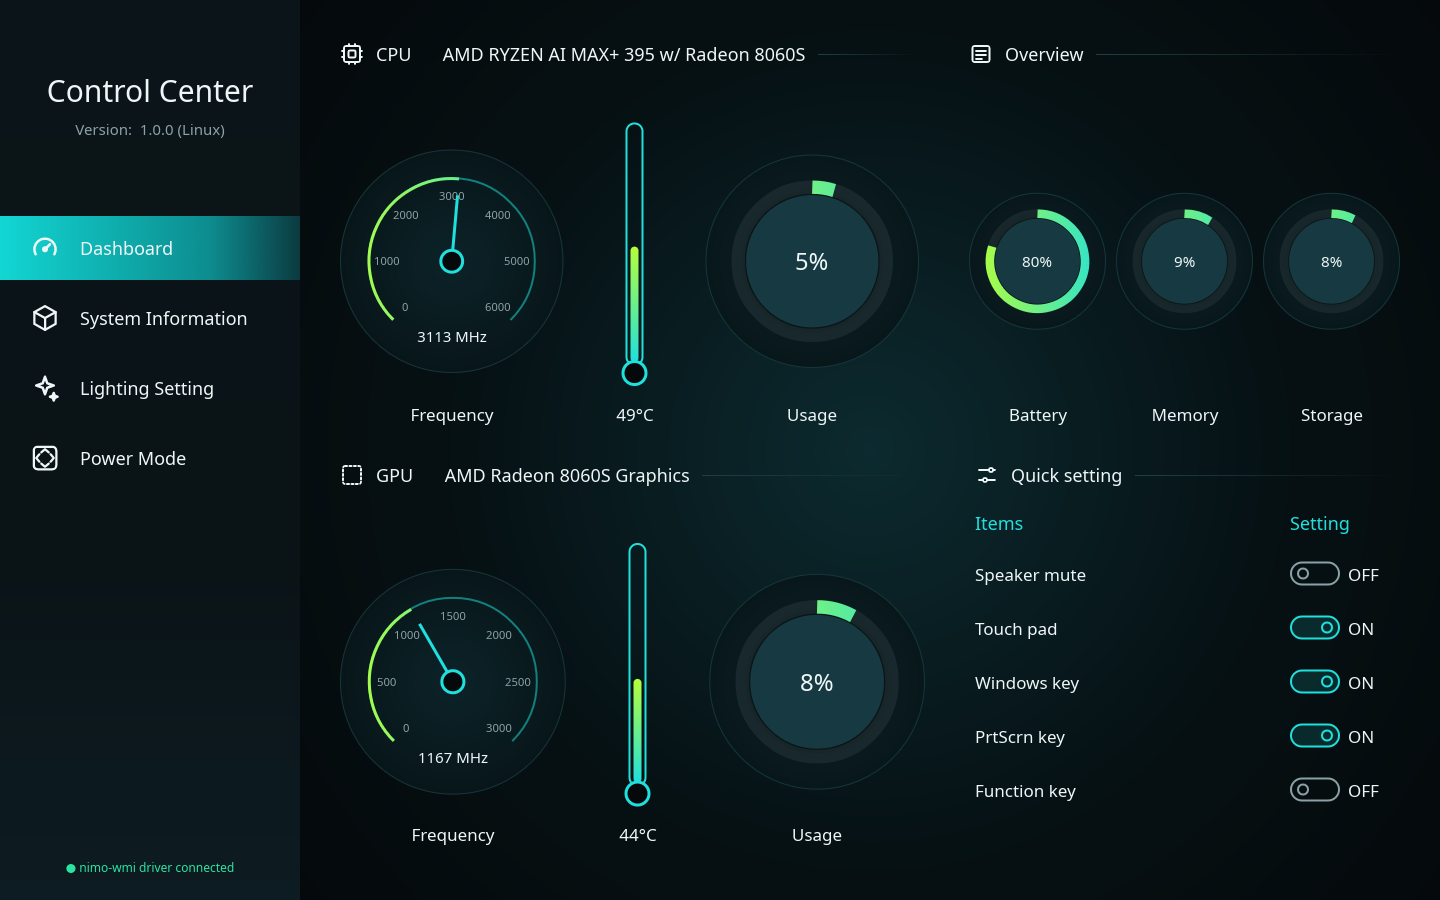 Control Center
Version: 1.0.0 (Linux)
Dashboard
System Information
Lighting Setting
Power Mode
nimo-wmi driver connected
CPU AMD RYZEN AI MAX+ 395 w/ Radeon 8060S
0
1000
2000
3000
4000
5000
6000
3113 MHz
Frequency
49°C
5%
Usage
Overview
80%
Battery
9%
Memory
8%
Storage
GPU AMD Radeon 8060S Graphics
0
500
1000
1500
2000
2500
3000
1167 MHz
Frequency
44°C
8%
Usage
Quick setting
Items Setting
Speaker mute OFF
Touch pad ON
Windows key ON
PrtScrn key ON
Function key OFF